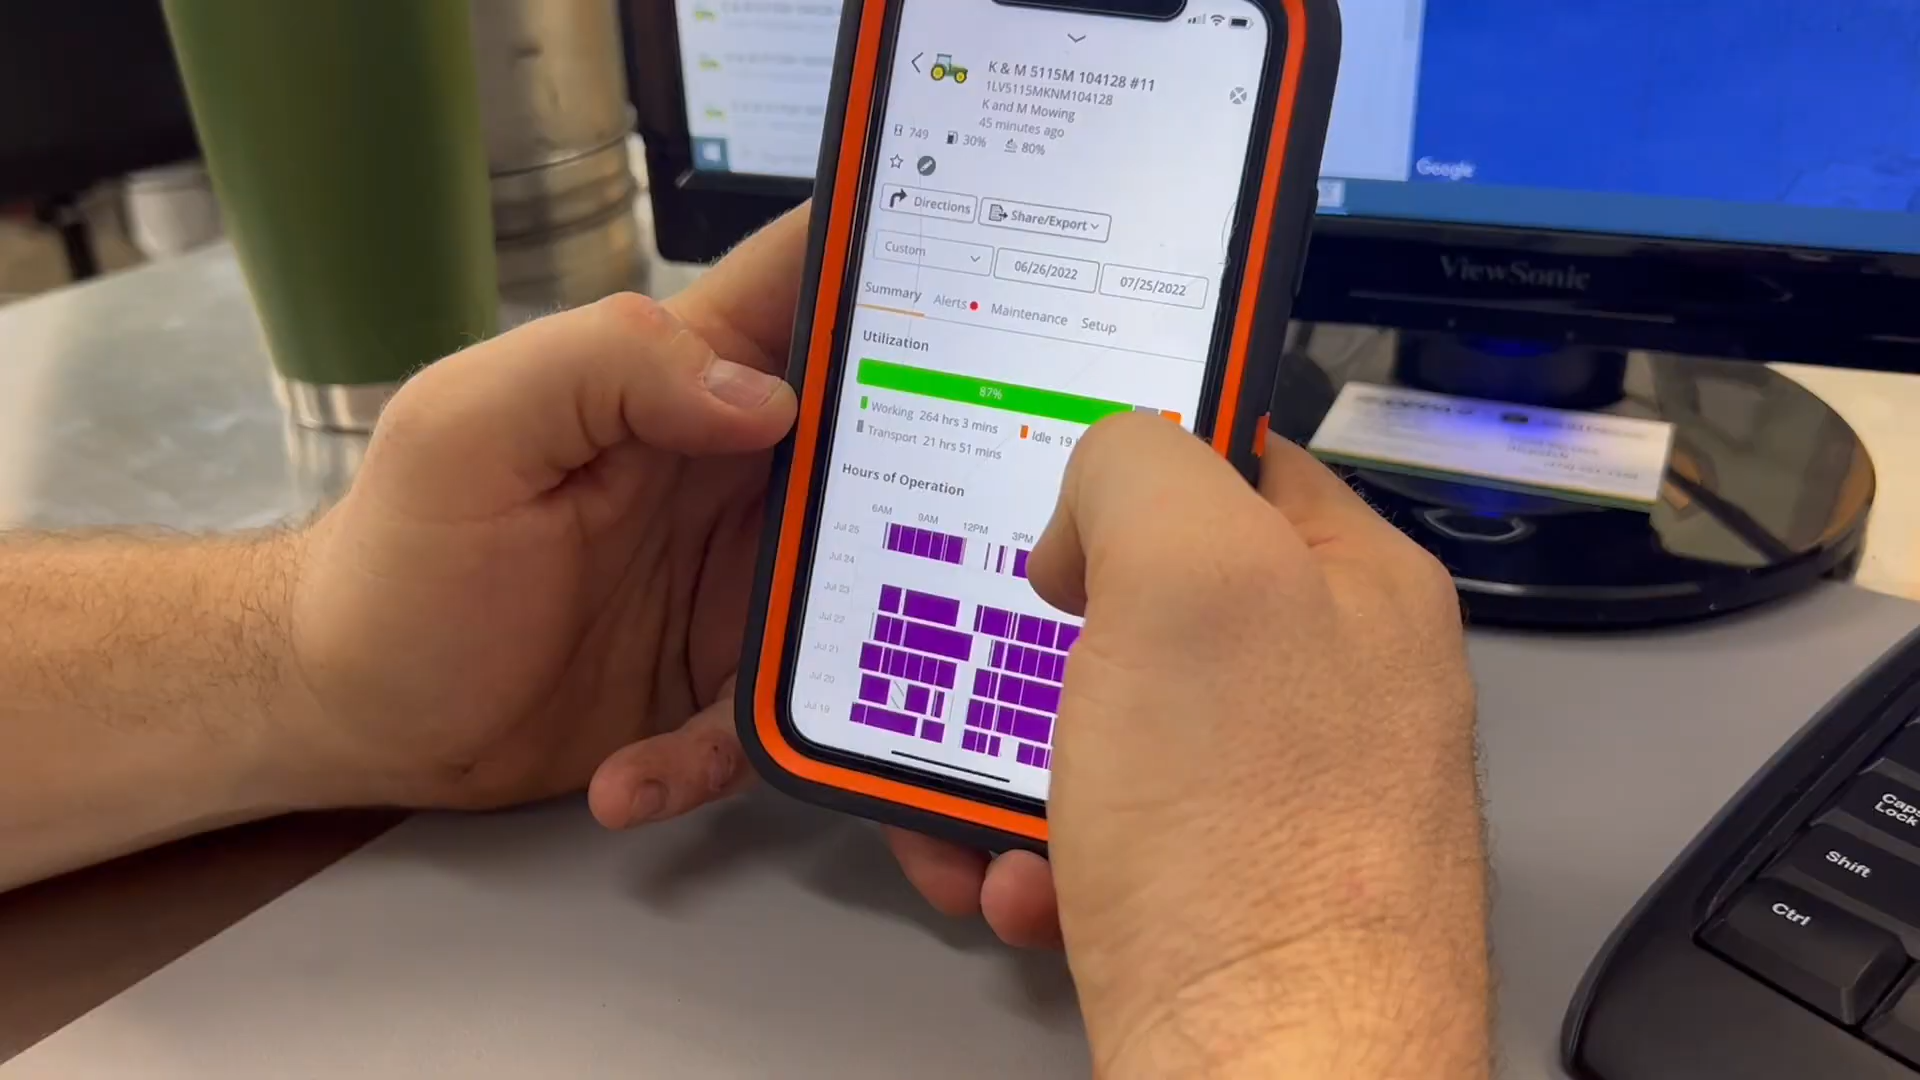 K & M 5115M 104128 #11
1LV5115MKNM104128
K and M Mowing
45 minutes ago
749 30% 80%
Directions Share/Export
Custom 06/26/2022 07/25/2022
Summary Alerts Maintenance Setup
Utilization
87%
Working 264 hrs 3 mins Idle 19
Transport 21 hrs 51 mins
Hours of Operation
6AM 9AM 12PM 3PM
Jul 25
Jul 24
Jul 23
Jul 22
Jul 21
Jul 20
Jul 19
Google
ViewSonic
Caps
Lock
Shift
Ctrl